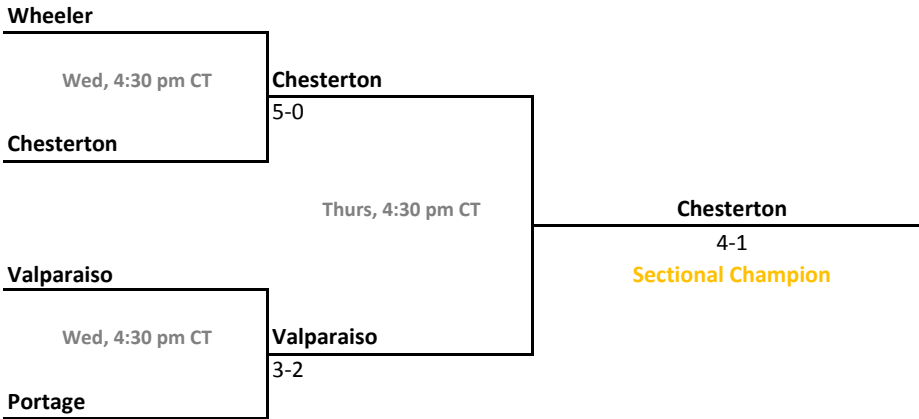 Wheeler
Wed, 4:30 pm CT
Chesterton
5-0
Chesterton
Thurs, 4:30 pm CT
Chesterton
4-1
Sectional Champion
Valparaiso
Wed, 4:30 pm CT
Valparaiso
3-2
Portage